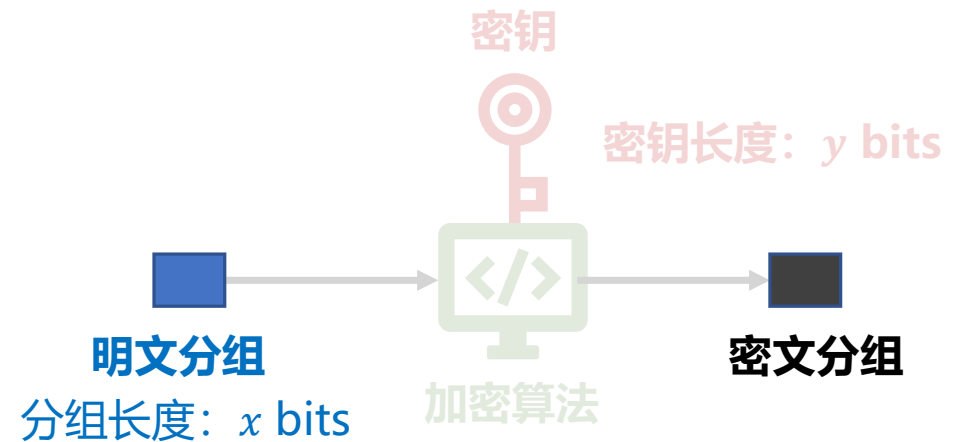 密钥
密钥长度：y bits
</>
明文分组
密文分组
分组长度：x bits
加密算法